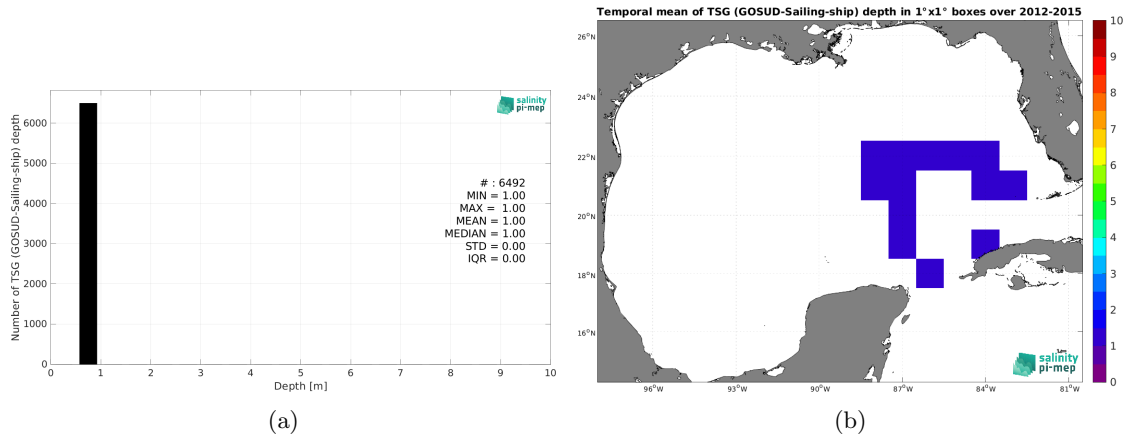 Number of TSG (GOSUD-Sailing-ship) depth
6000
5000
4000
3000
2000
1000
0
salinity
pi-mep
# : 6492
MIN = 1.00
MAX = 1.00
MEAN = 1.00
MEDIAN = 1.00
STD = 0.00
IQR = 0.00
0 1 2 3 4 5 6 7 8 9 10
Depth [m]
(a)
Temporal mean of TSG (GOSUD-Sailing-ship) depth in 1°x1° boxes over 2012-2015
26°N
24°N
22°N
20°N
18°N
16°N
96°W 93°W 90°W 87°W 84°W 81°W
salinity
pi-mep
10
9
8
7
6
5
4
3
2
1
0
(b)